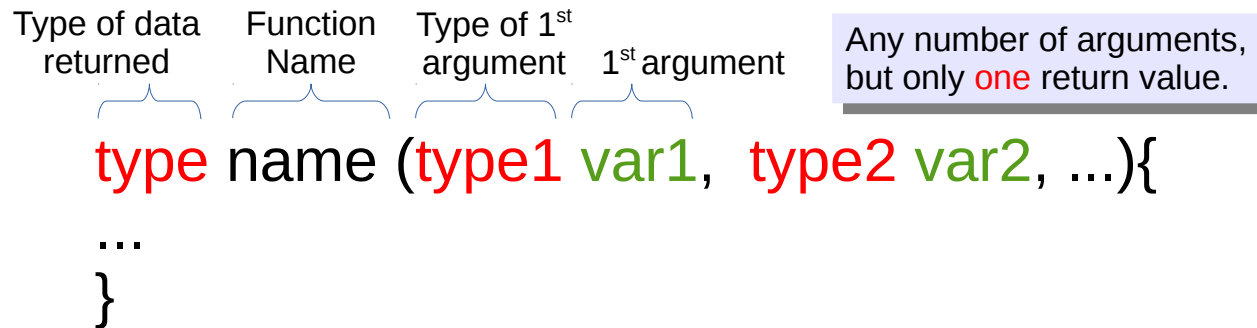 Type of data
returned
Function
Name
Type of 1st
argument
1st argument
Any number of arguments,
but only one return value.
type name (type1 var1, type2 var2, ...){
...
}